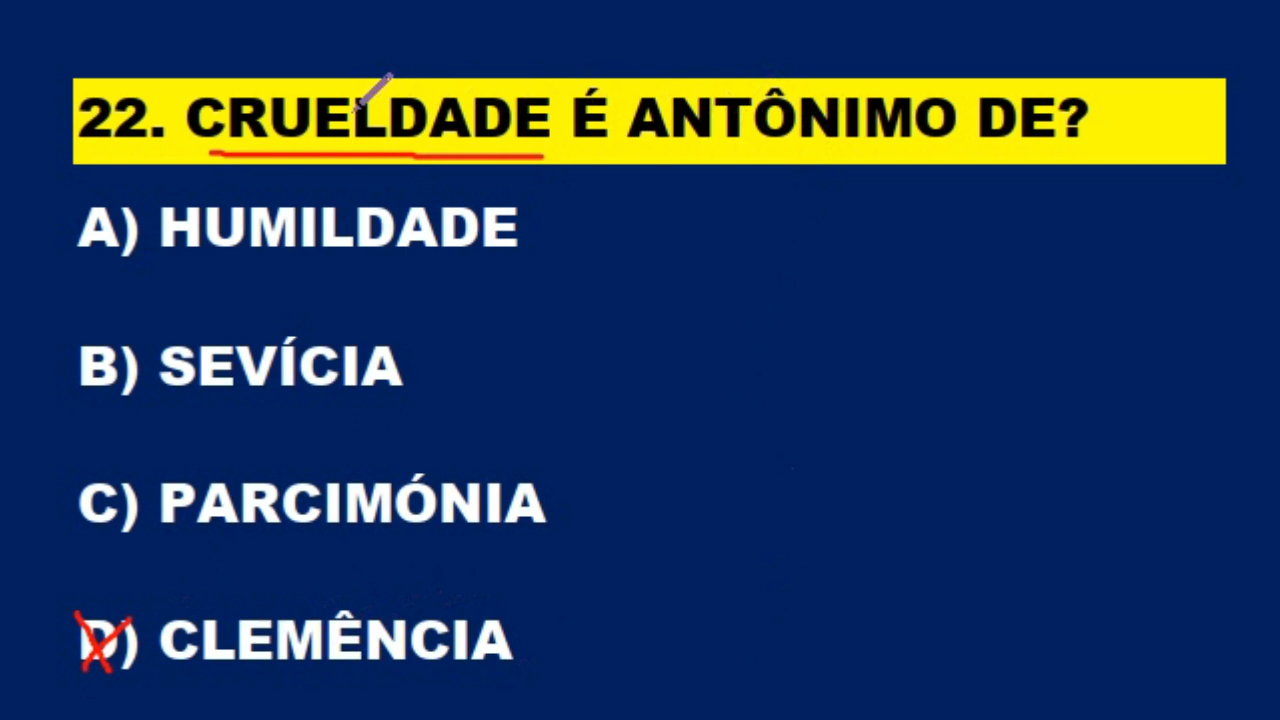 22. CRUELDADE É ANTÔNIMO DE?
A) HUMILDADE
B) SEVÍCIA
C) PARCIMÓNIA
D) CLEMÊNCIA